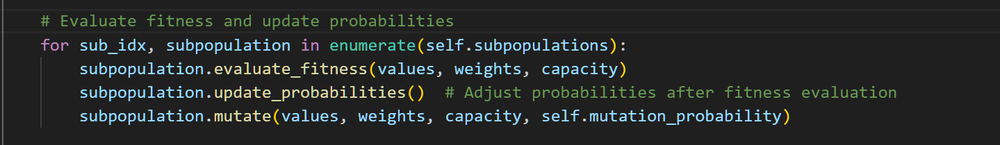 # Evaluate fitness and update probabilities
for sub_idx, subpopulation in enumerate(self.subpopulations):
    subpopulation.evaluate_fitness(values, weights, capacity)
    subpopulation.update_probabilities()  # Adjust probabilities after fitness evaluation
    subpopulation.mutate(values, weights, capacity, self.mutation_probability)